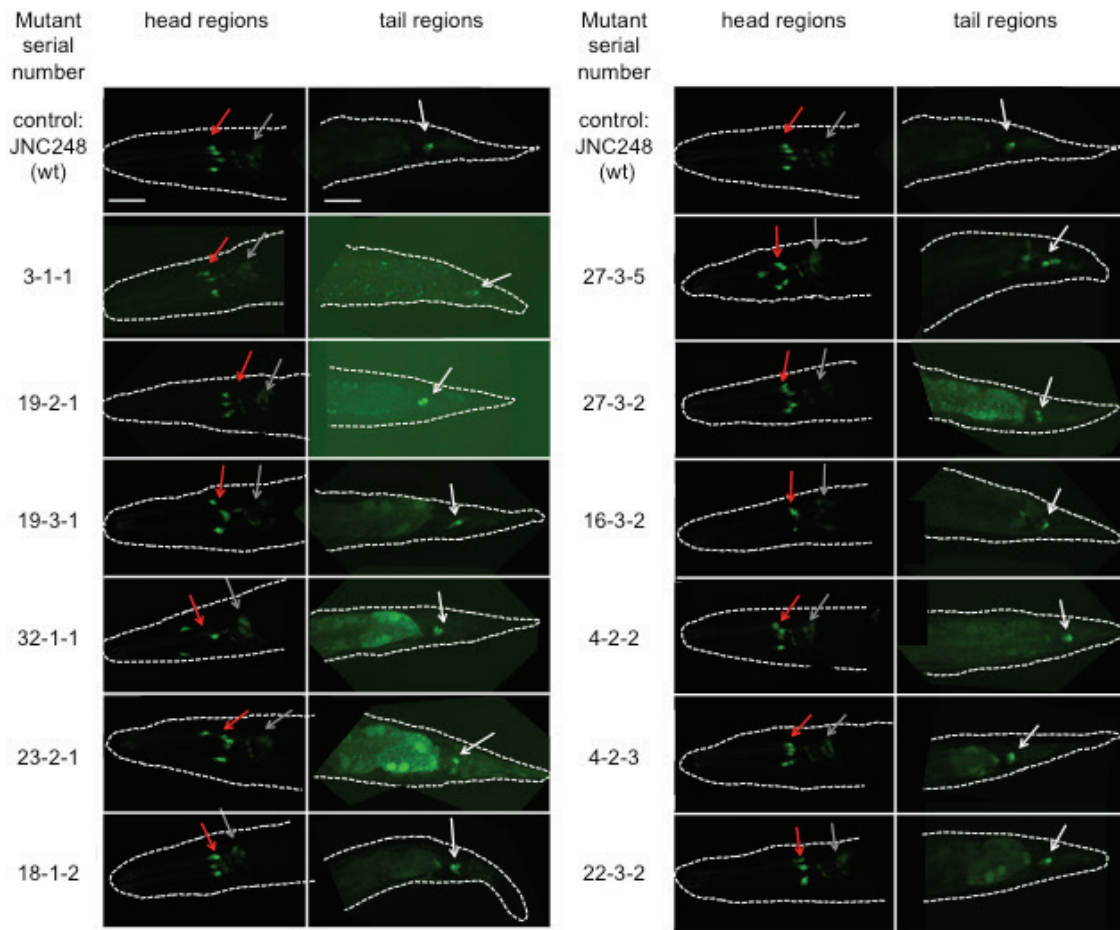 Mutant
serial
number
head regions
tail regions
control:
JNC248
(wt)
3-1-1
19-2-1
19-3-1
32-1-1
23-2-1
18-1-2
Mutant
serial
number
head regions
tail regions
control:
JNC248
(wt)
27-3-5
27-3-2
16-3-2
4-2-2
4-2-3
22-3-2